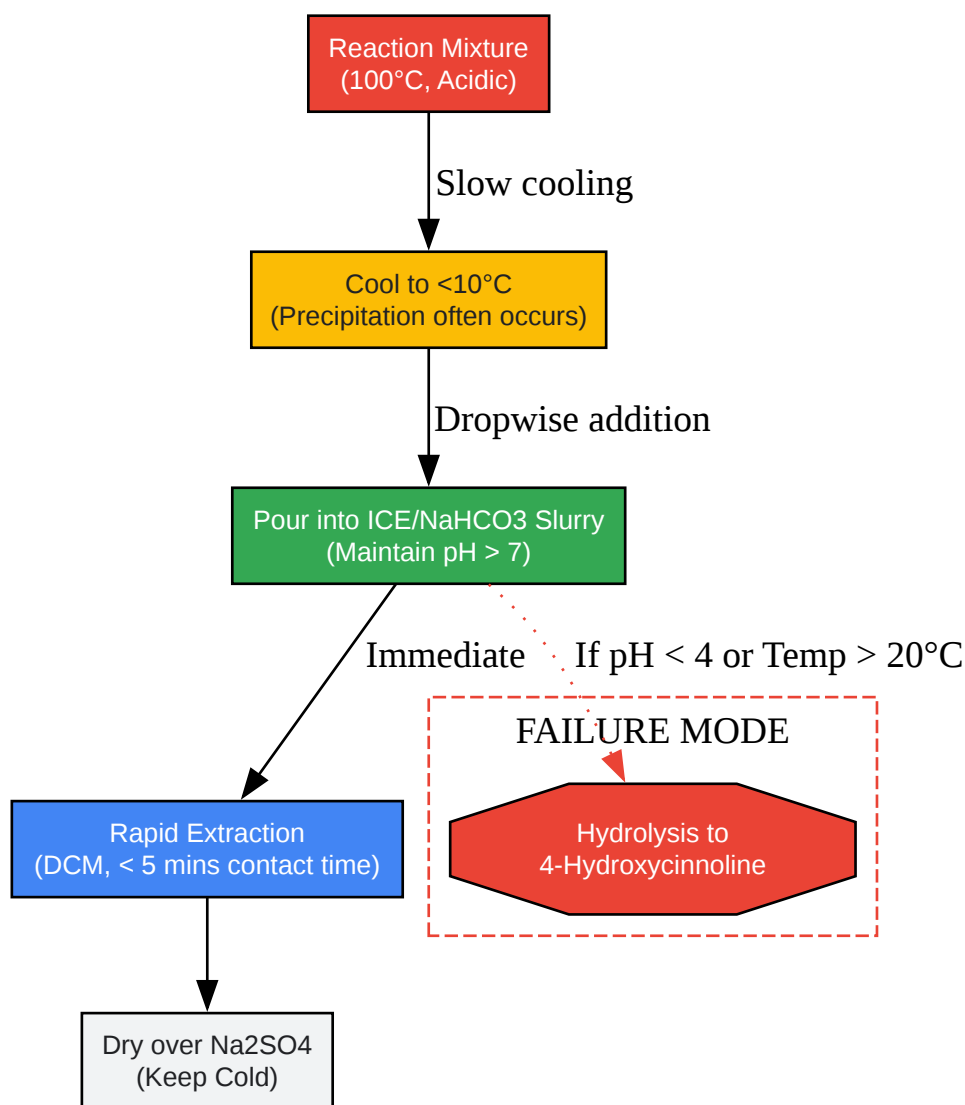 Reaction Mixture
(100°C, Acidic)
Slow cooling
Cool to <10°C
(Precipitation often occurs)
Dropwise addition
Pour into ICE/NaHCO3 Slurry
(Maintain pH > 7)
Immediate
If pH < 4 or Temp > 20°C
FAILURE MODE
Rapid Extraction
(DCM, < 5 mins contact time)
Hydrolysis to
4-Hydroxycinnoline
Dry over Na2SO4
(Keep Cold)